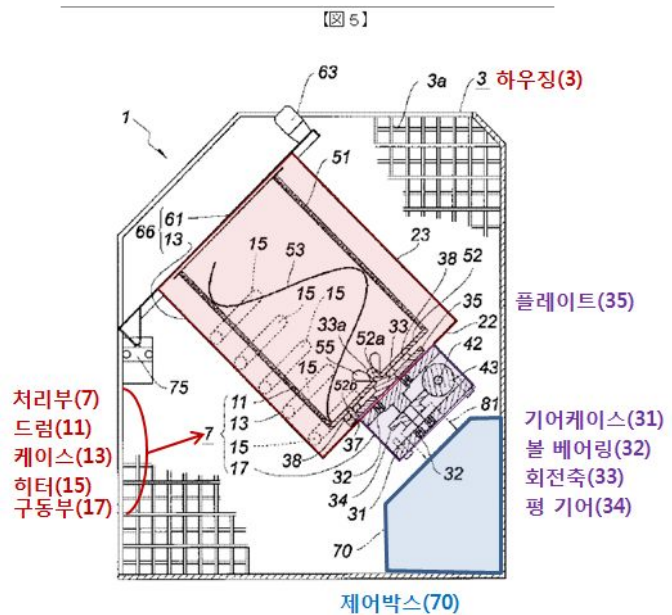 【図5】
63
3a
3
하우징(3)
1
51
61
66
13
23
15
53
38
52
15
15
35
플레이트(35)
33a
52a
33
22
15
55
42
52b
43
75
11
81
처리부(7)
7
13
기어케이스(31)
드럼(11)
15
37
볼 베어링(32)
케이스(13)
17
38
32
32
회전축(33)
히터(15)
34
평 기어(34)
구동부(17)
31
70
제어박스(70)